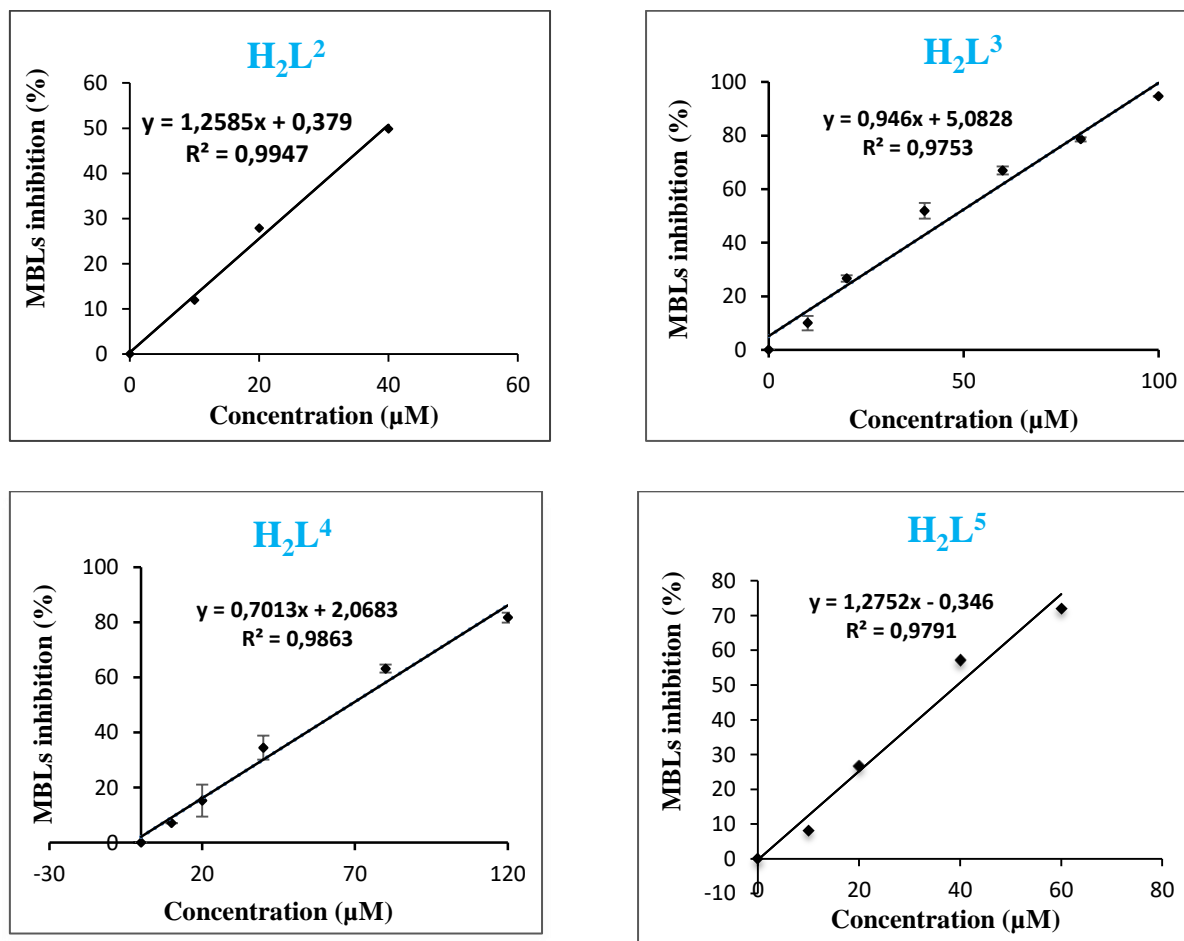 H₂L²
MBLs inhibition (%)
60
50
40
30
20
10
0
y = 1,2585x + 0,379
R² = 0,9947
0 20 40 60
Concentration (µM)
H₂L³
MBLs inhibition (%)
100
80
60
40
20
0
y = 0,946x + 5,0828
R² = 0,9753
0 50 100
Concentration (µM)
H₂L⁴
MBLs inhibition (%)
100
80
60
40
20
0
y = 0,7013x + 2,0683
R² = 0,9863
-30 20 70 120
Concentration (µM)
H₂L⁵
MBLs inhibition (%)
80
70
60
50
40
30
20
10
0
-10
y = 1,2752x - 0,346
R² = 0,9791
0 20 40 60 80
Concentration (µM)